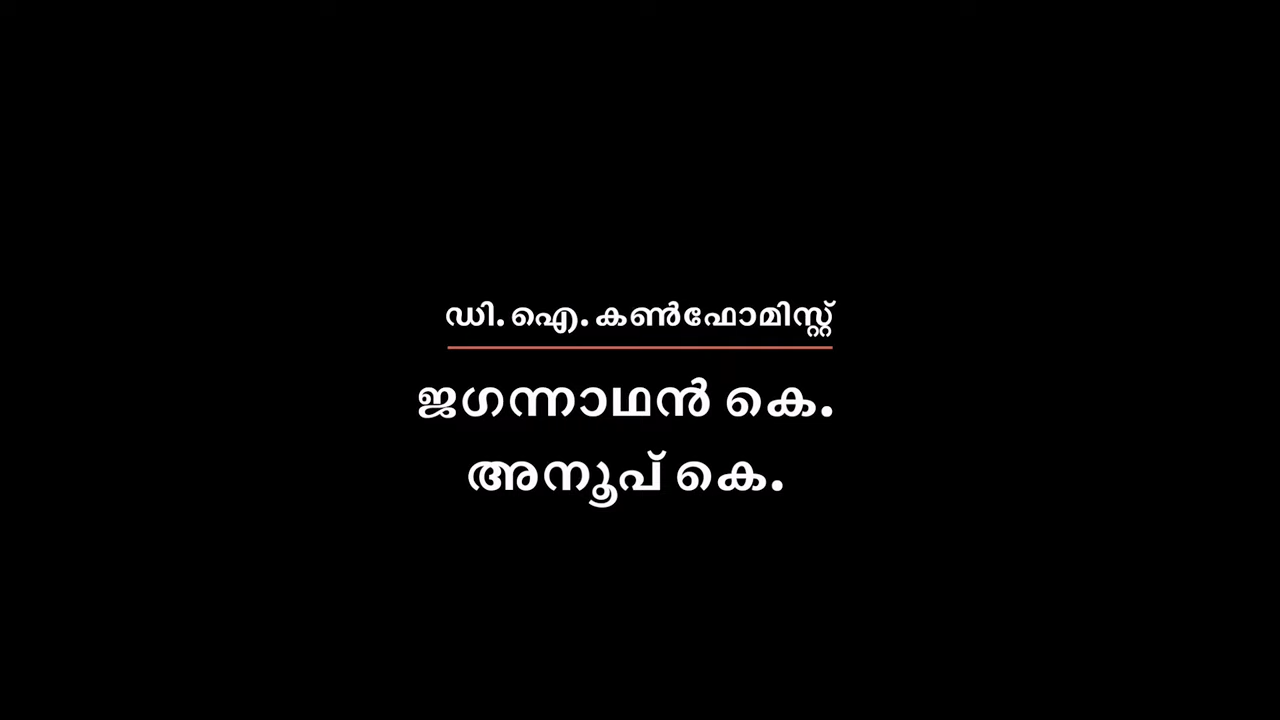 ഡി. ഐ. കൺഫോമിസ്റ്റ്
ജഗന്നാഥൻ കെ.
അനൂപ് കെ.